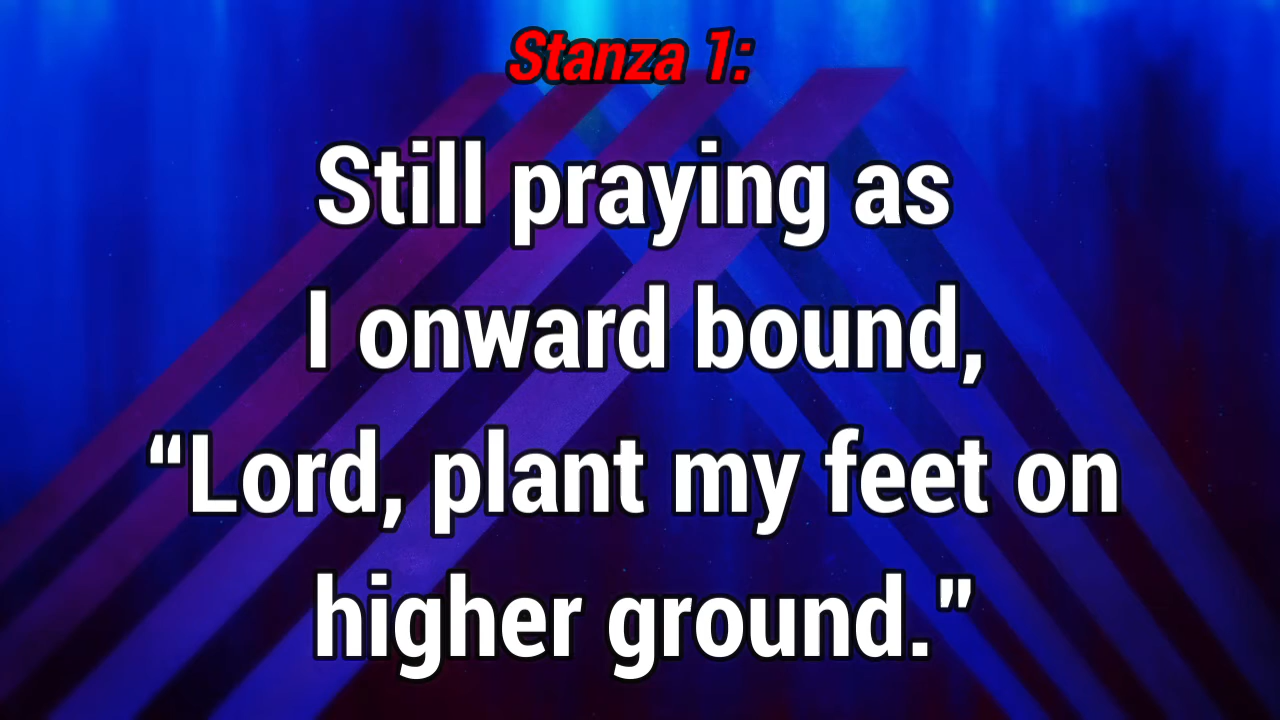 Stanza 1:
Still praying as
I onward bound,
“Lord, plant my feet on
higher ground.”